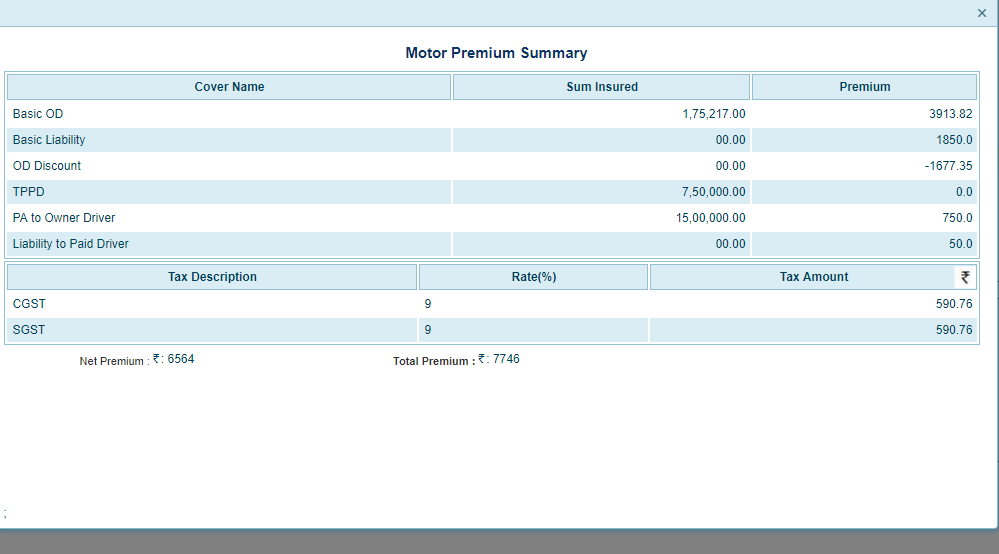 ×
Motor Premium Summary
Cover Name Sum Insured Premium
Basic OD 1,75,217.00 3913.82
Basic Liability 00.00 1850.0
OD Discount 00.00 -1677.35
TPPD 7,50,000.00 0.0
PA to Owner Driver 15,00,000.00 750.0
Liability to Paid Driver 00.00 50.0
Tax Description Rate(%) Tax Amount ₹
CGST 9 590.76
SGST 9 590.76
Net Premium : ₹: 6564 Total Premium : ₹: 7746
;